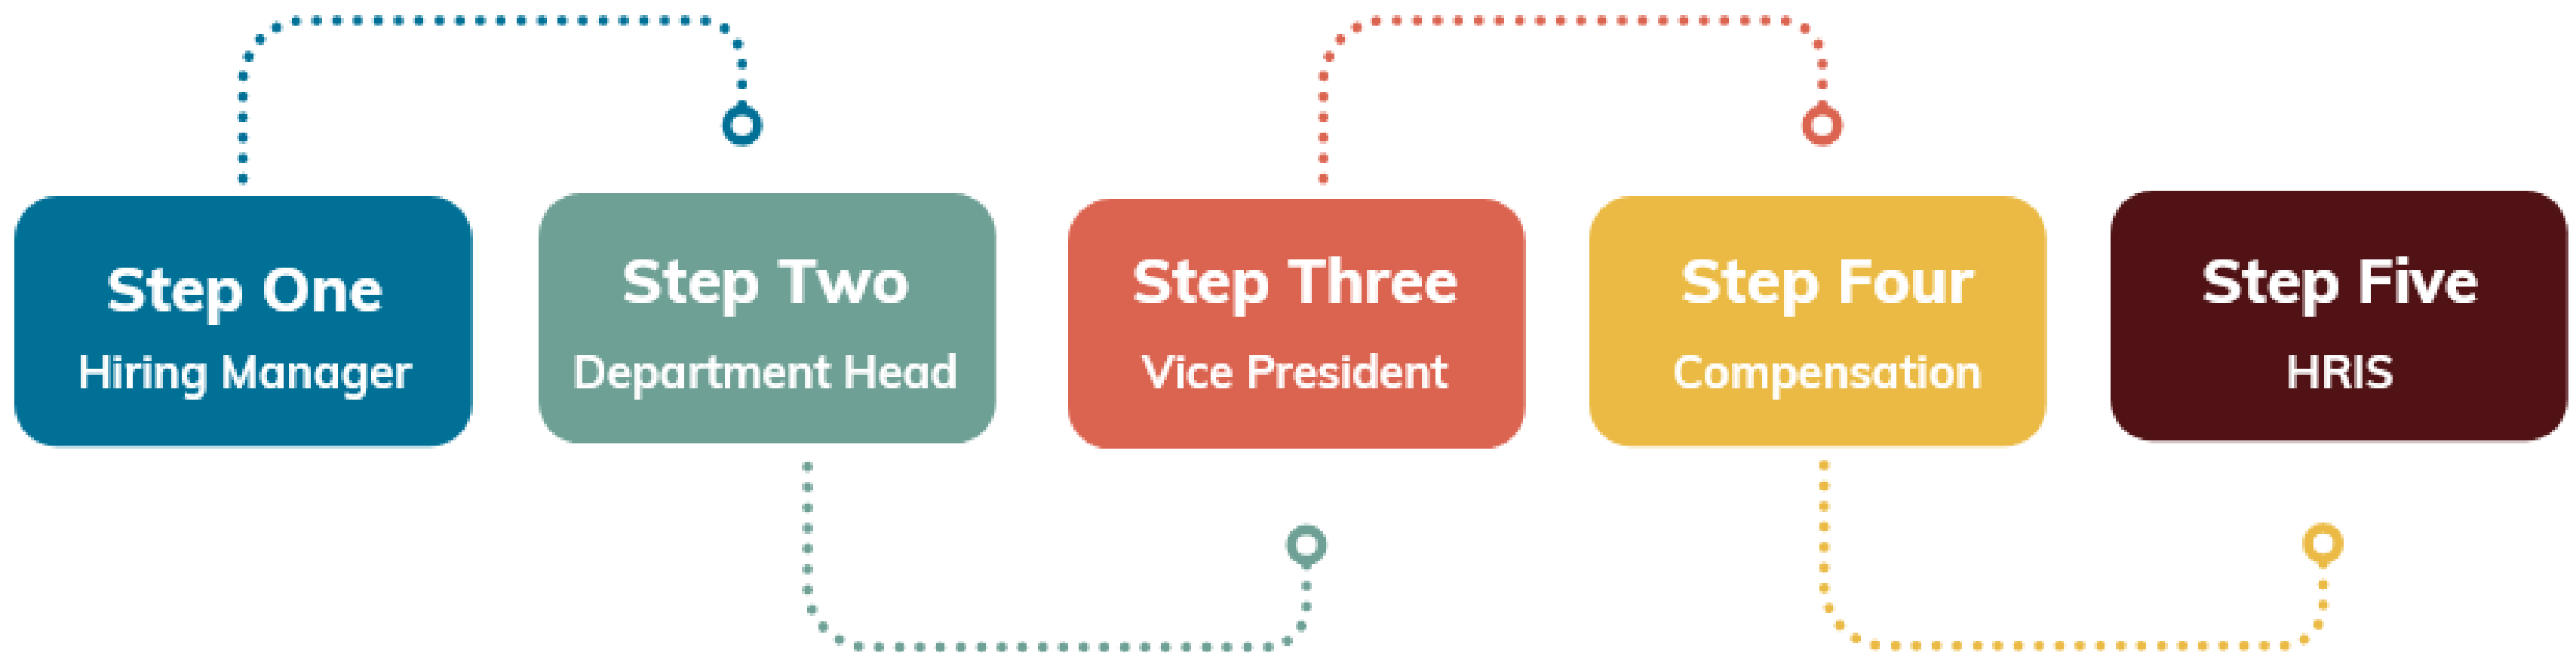 Step One
Hiring Manager
Step Two
Department Head
Step Three
Vice President
Step Four
Compensation
Step Five
HRIS